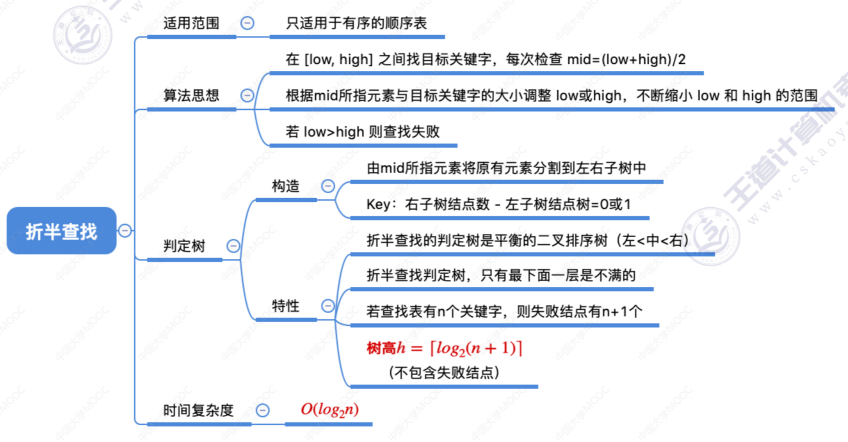 适用范围
只适用于有序的顺序表
在 [low, high] 之间找目标关键字，每次检查 mid=(low+high)/2
算法思想
根据mid所指元素与目标关键字的大小调整 low或high，不断缩小 low 和 high 的范围
若 low>high 则查找失败
折半查找
判定树
构造
由mid所指元素将原有元素分割到左右子树中
Key：右子树结点数 - 左子树结点树=0或1
特性
折半查找的判定树是平衡的二叉排序树（左<中<右）
折半查找判定树，只有最下面一层是不满的
若查找表有n个关键字，则失败结点有n+1个
树高h = ⌈log₂(n + 1)⌉
（不包含失败结点）
时间复杂度
O(log₂n)
王道计算机
www.cskaoy
中国大学MOOC